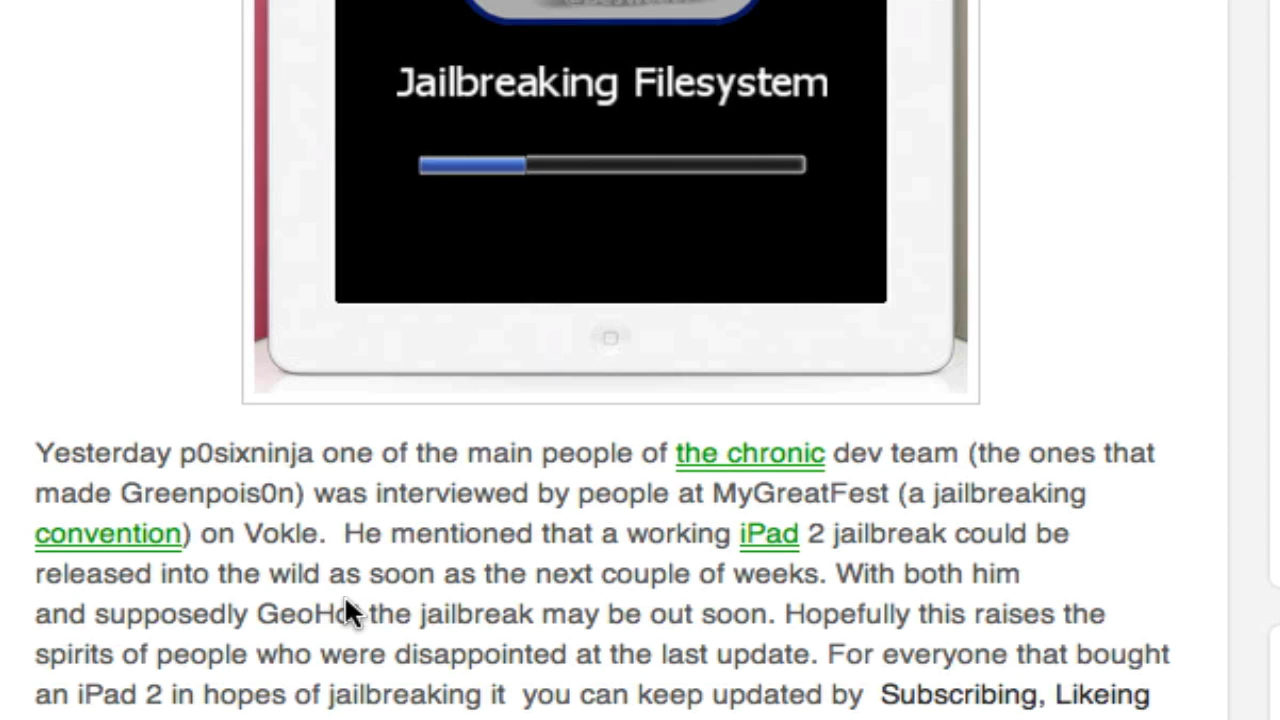 Jailbreaking Filesystem
Yesterday p0sixninja one of the main people of the chronic dev team (the ones that
made Greenpois0n) was interviewed by people at MyGreatFest (a jailbreaking
convention) on Vokle.  He mentioned that a working iPad 2 jailbreak could be
released into the wild as soon as the next couple of weeks. With both him
and supposedly the jailbreak may be out soon. Hopefully this raises the
spirits of people who were disappointed at the last update. For everyone that bought
an iPad 2 in hopes of jailbreaking it  you can keep updated by  Subscribing, Likeing